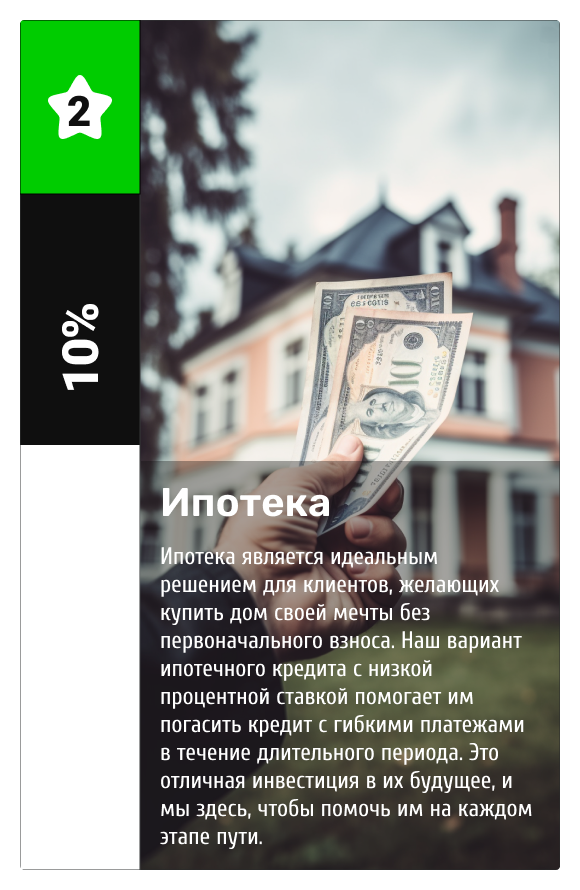 2
10%
Ипотека
Ипотека является идеальным
решением для клиентов, желающих
купить дом своей мечты без
первоначального взноса. Наш вариант
ипотечного кредита с низкой
процентной ставкой помогает им
погасить кредит с гибкими платежами
в течение длительного периода. Это
отличная инвестиция в их будущее, и
мы здесь, чтобы помочь им на каждом
этапе пути.